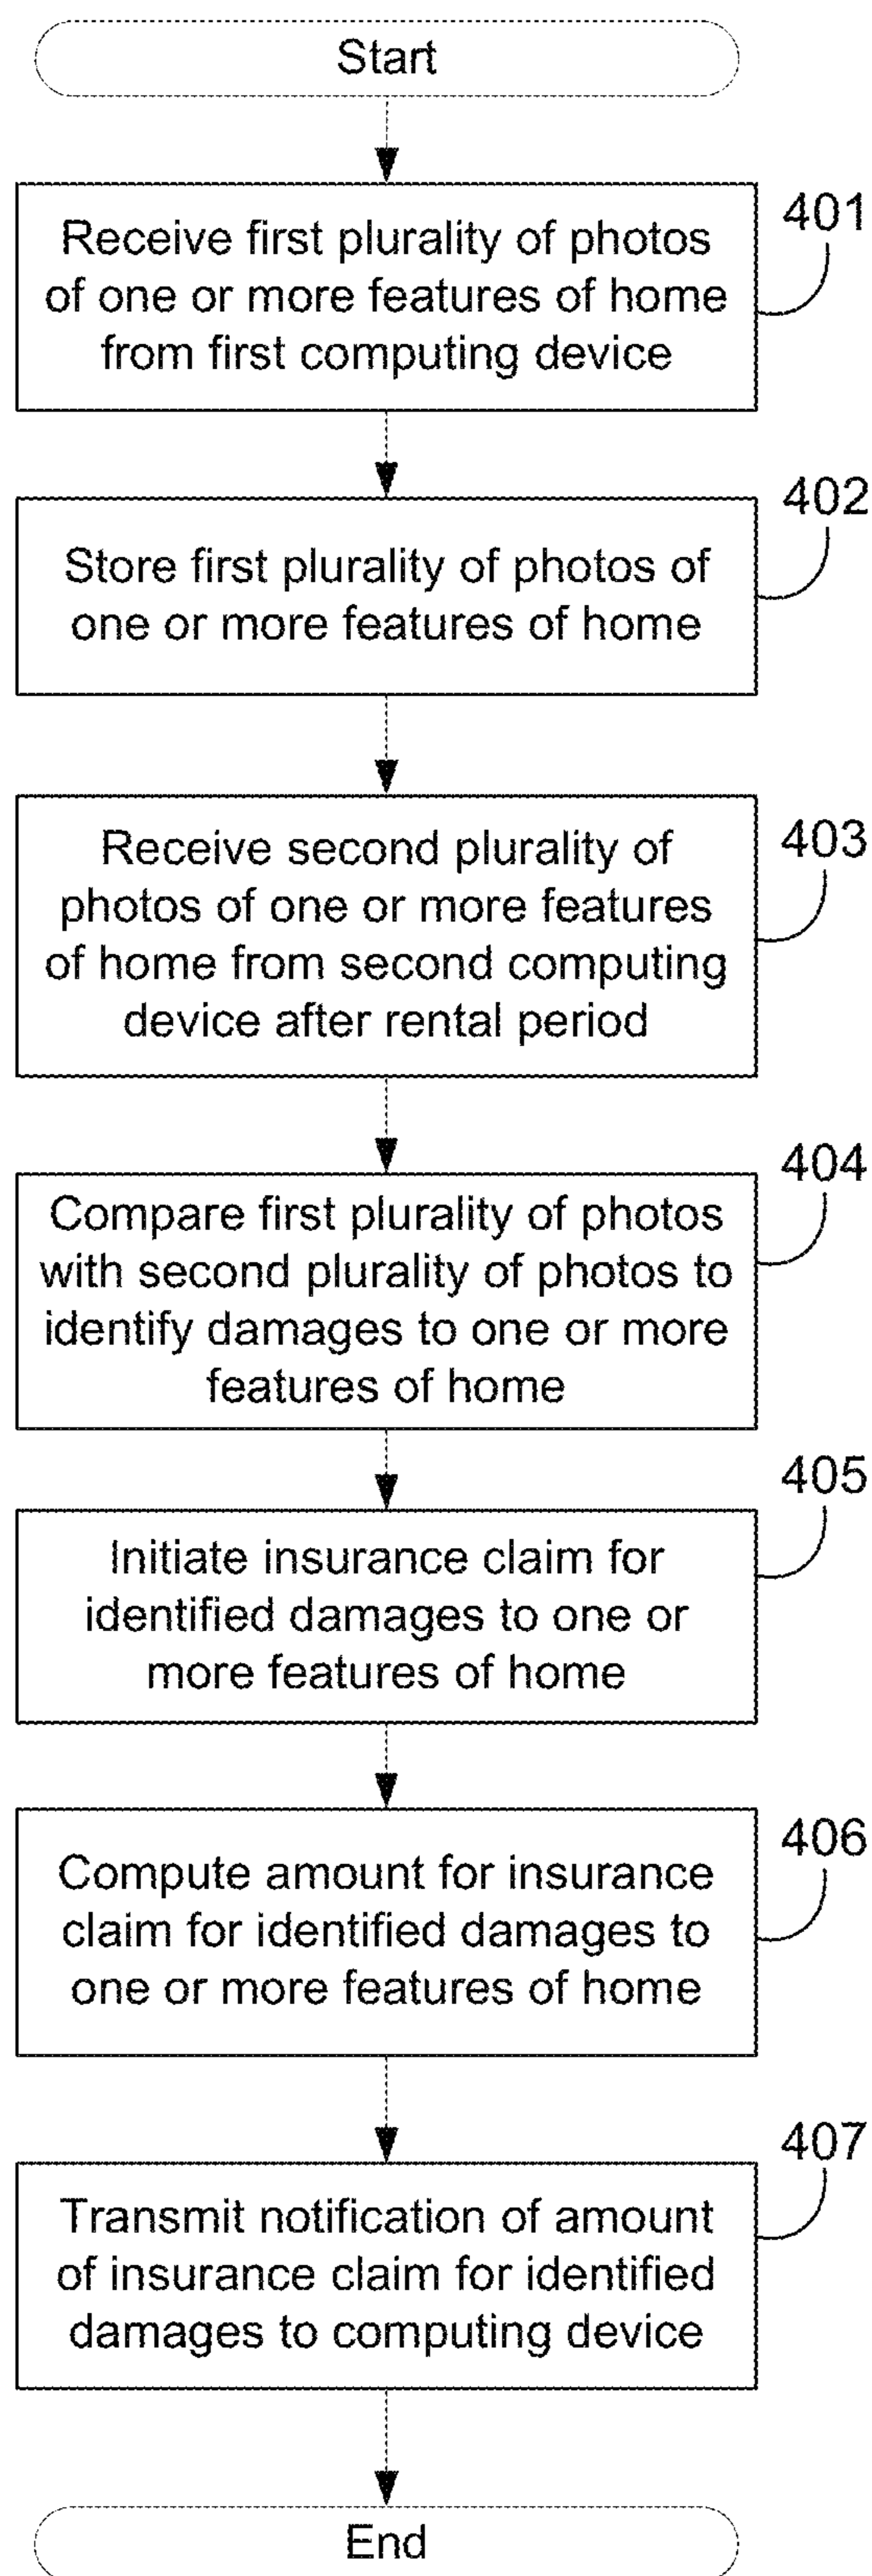 Start
401
Receive first plurality of photos
of one or more features of home
from first computing device
402
Store first plurality of photos of
one or more features of home
403
Receive second plurality of
photos of one or more features
of home from second computing
device after rental period
404
Compare first plurality of photos
with second plurality of photos to
identify damages to one or more
features of home
405
Initiate insurance claim for
identified damages to one or
more features of home
406
Compute amount for insurance
claim for identified damages to
one or more features of home
407
Transmit notification of amount
of insurance claim for identified
damages to computing device
End